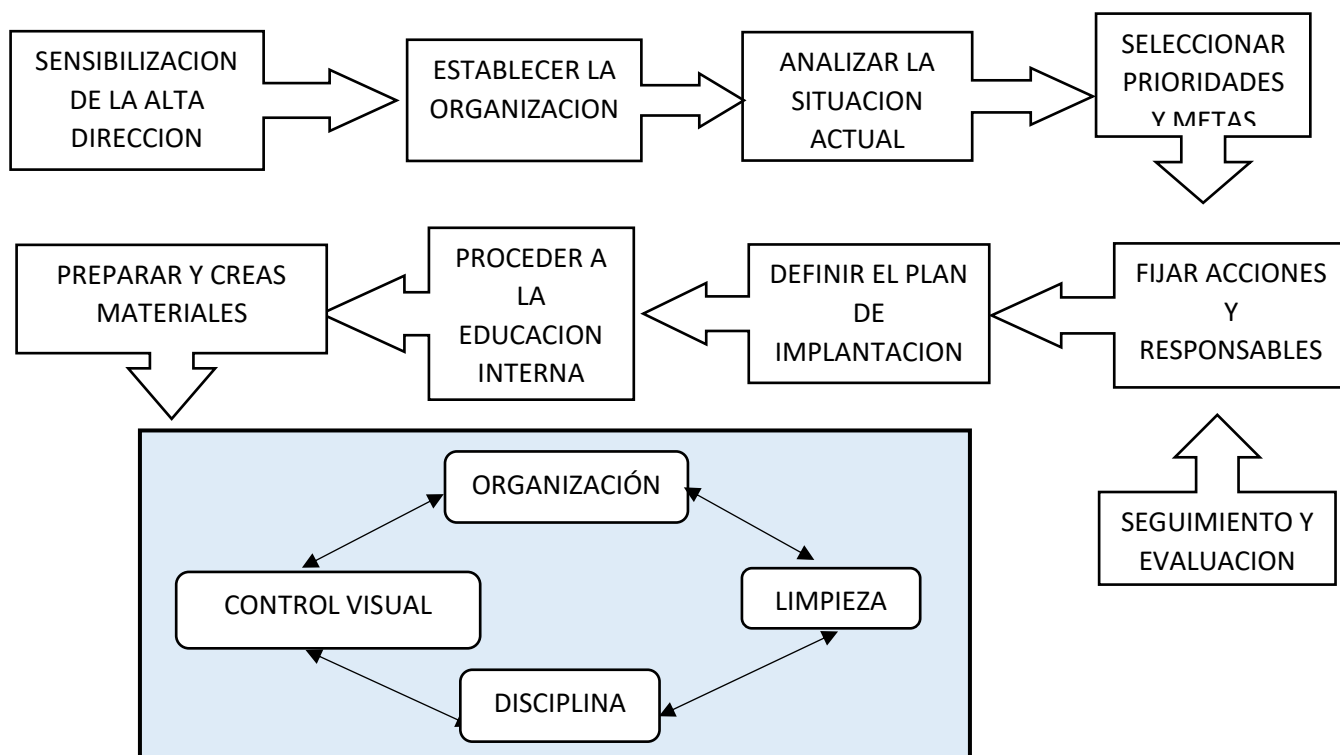 SENSIBILIZACION
DE LA ALTA
DIRECCION
ESTABLECER LA
ORGANIZACION
ANALIZAR LA
SITUACION
ACTUAL
SELECCIONAR
PRIORIDADES
Y METAS
FIJAR ACCIONES
Y
RESPONSABLES
DEFINIR EL PLAN
DE
IMPLANTACION
PROCEDER A
LA
EDUCACION
INTERNA
PREPARAR Y CREAS
MATERIALES
ORGANIZACIÓN
CONTROL VISUAL
LIMPIEZA
DISCIPLINA
SEGUIMIENTO Y
EVALUACION